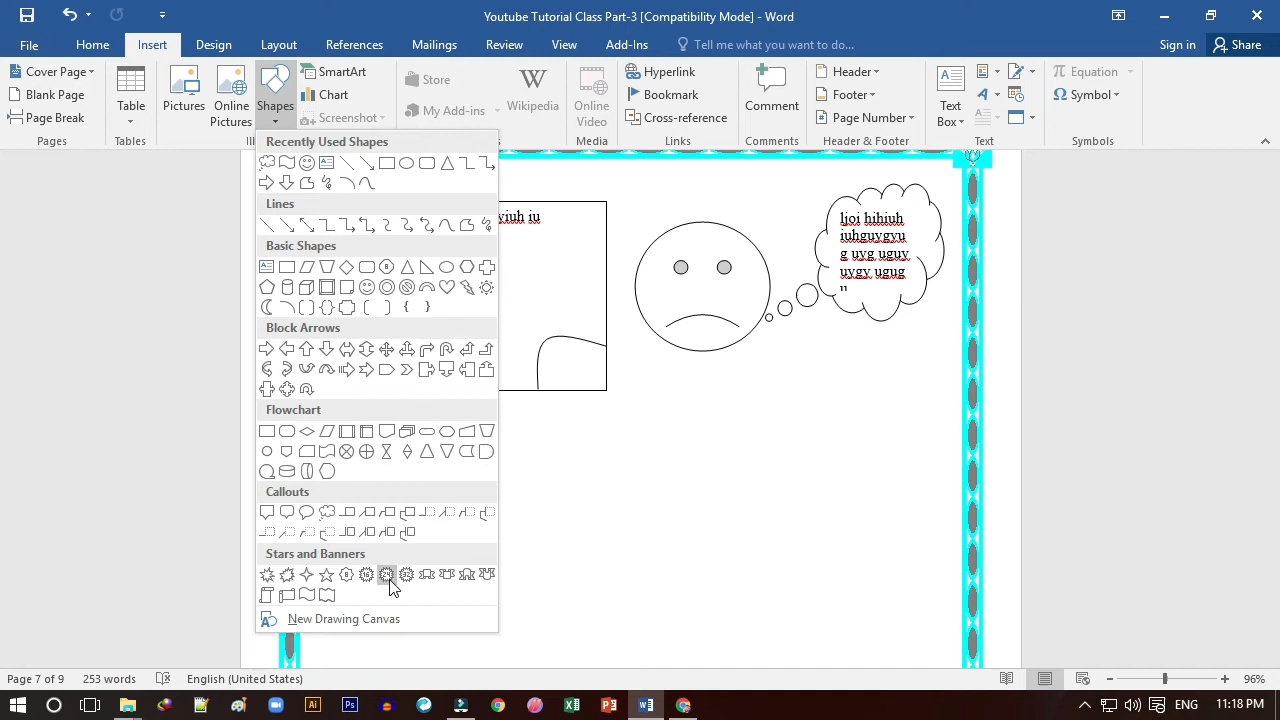 Youtube Tutorial Class Part-3 [Compatibility Mode] - Word
File Home Insert Design Layout References Mailings Review View Add-Ins Tell me what you want to do... Sign in Share
Cover Page
Blank Page
Page Break
Pages
Table
Pictures
Online Pictures
Shapes
SmartArt
Chart
Screenshot
Store
My Add-ins
Wikipedia
Online Video
Media
Hyperlink
Bookmark
Cross-reference
Links
Comment
Comments
Header
Footer
Page Number
Header & Footer
Text Box
Text
Equation
Symbol
Symbols
Recently Used Shapes
Lines
Basic Shapes
Block Arrows
Flowchart
Callouts
Stars and Banners
New Drawing Canvas
iu
ljoi hihiuh
iuhguygyu
g uyg uguy
uygy ugug
Page 7 of 9 253 words English (United States) 96%
ENG 11:18 PM